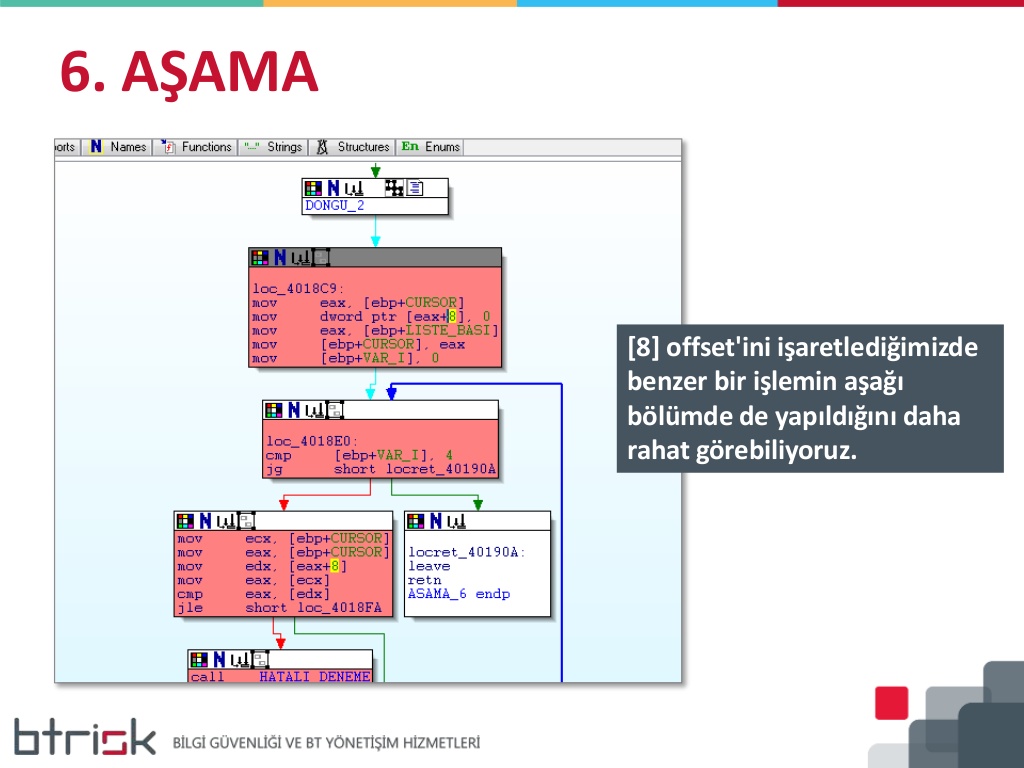 6. AŞAMA
orts N Names Functions "..." Strings Structures En Enums
DONGU_2
loc_4018C9:
mov eax, [ebp+CURSOR]
mov dword ptr [eax+8], 0
mov eax, [ebp+LISTE_BASI]
mov [ebp+CURSOR], eax
mov [ebp+VAR_I], 0
loc_4018E0:
cmp [ebp+VAR_I], 4
jg short locret_40190A
mov ecx, [ebp+CURSOR]
mov eax, [ebp+CURSOR]
mov edx, [eax+8]
mov eax, [ecx]
cmp eax, [edx]
jle short loc_4018FA
locret_40190A:
leave
retn
ASAMA_6 endp
call HATALI_DENEME
[8] offset'ini işaretlediğimizde
benzer bir işlemin aşağı
bölümde de yapıldığını daha
rahat görebiliyoruz.
btrisk BİLGİ GÜVENLİĞİ VE BT YÖNETİŞİM HİZMETLERİ